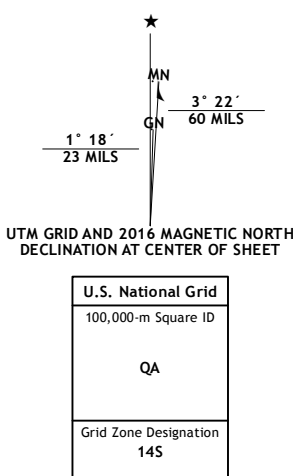 ★
MN
3° 22´
60 MILS
GN
1° 18´
23 MILS
UTM GRID AND 2016 MAGNETIC NORTH
DECLINATION AT CENTER OF SHEET
U.S. National Grid
100,000-m Square ID
QA
Grid Zone Designation
14S